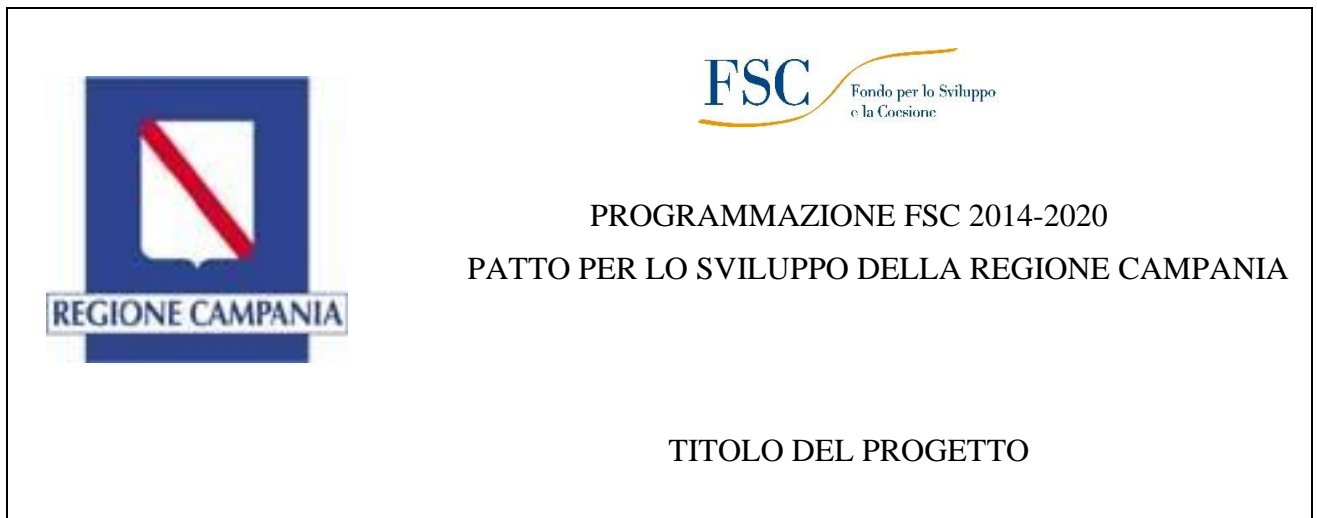 FSC
Fondo per lo Sviluppo
e la Coesione
PROGRAMMAZIONE FSC 2014-2020
PATTO PER LO SVILUPPO DELLA REGIONE CAMPANIA
REGIONE CAMPANIA
TITOLO DEL PROGETTO